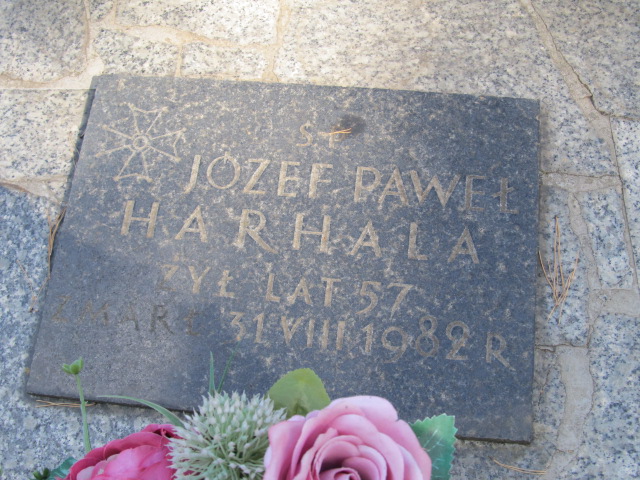 ŚP
JÓZEF PAWEŁ
HARHALA
ŻYŁ LAT 57
ZMARŁ 31 VIII 1982 R